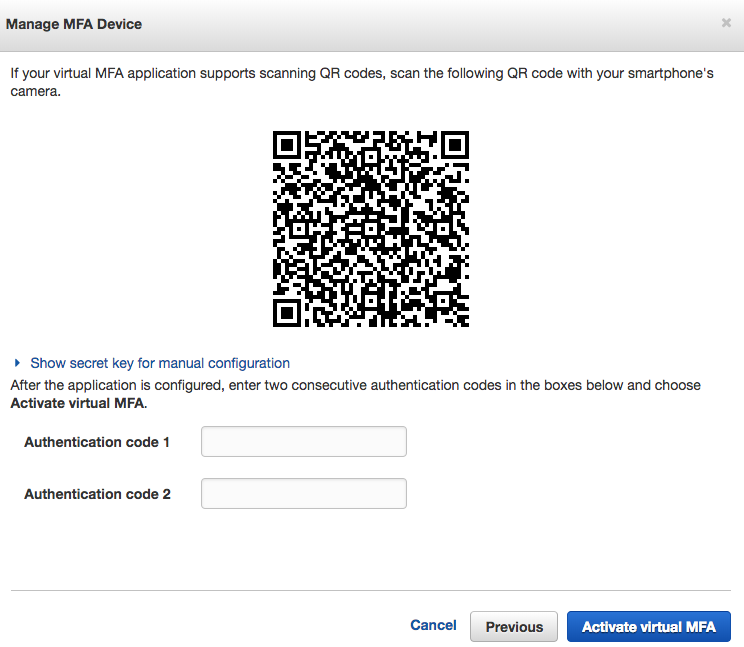 Manage MFA Device
If your virtual MFA application supports scanning QR codes, scan the following QR code with your smartphone's
camera.
Show secret key for manual configuration
After the application is configured, enter two consecutive authentication codes in the boxes below and choose
Activate virtual MFA.
Authentication code 1
Authentication code 2
Cancel Previous Activate virtual MFA